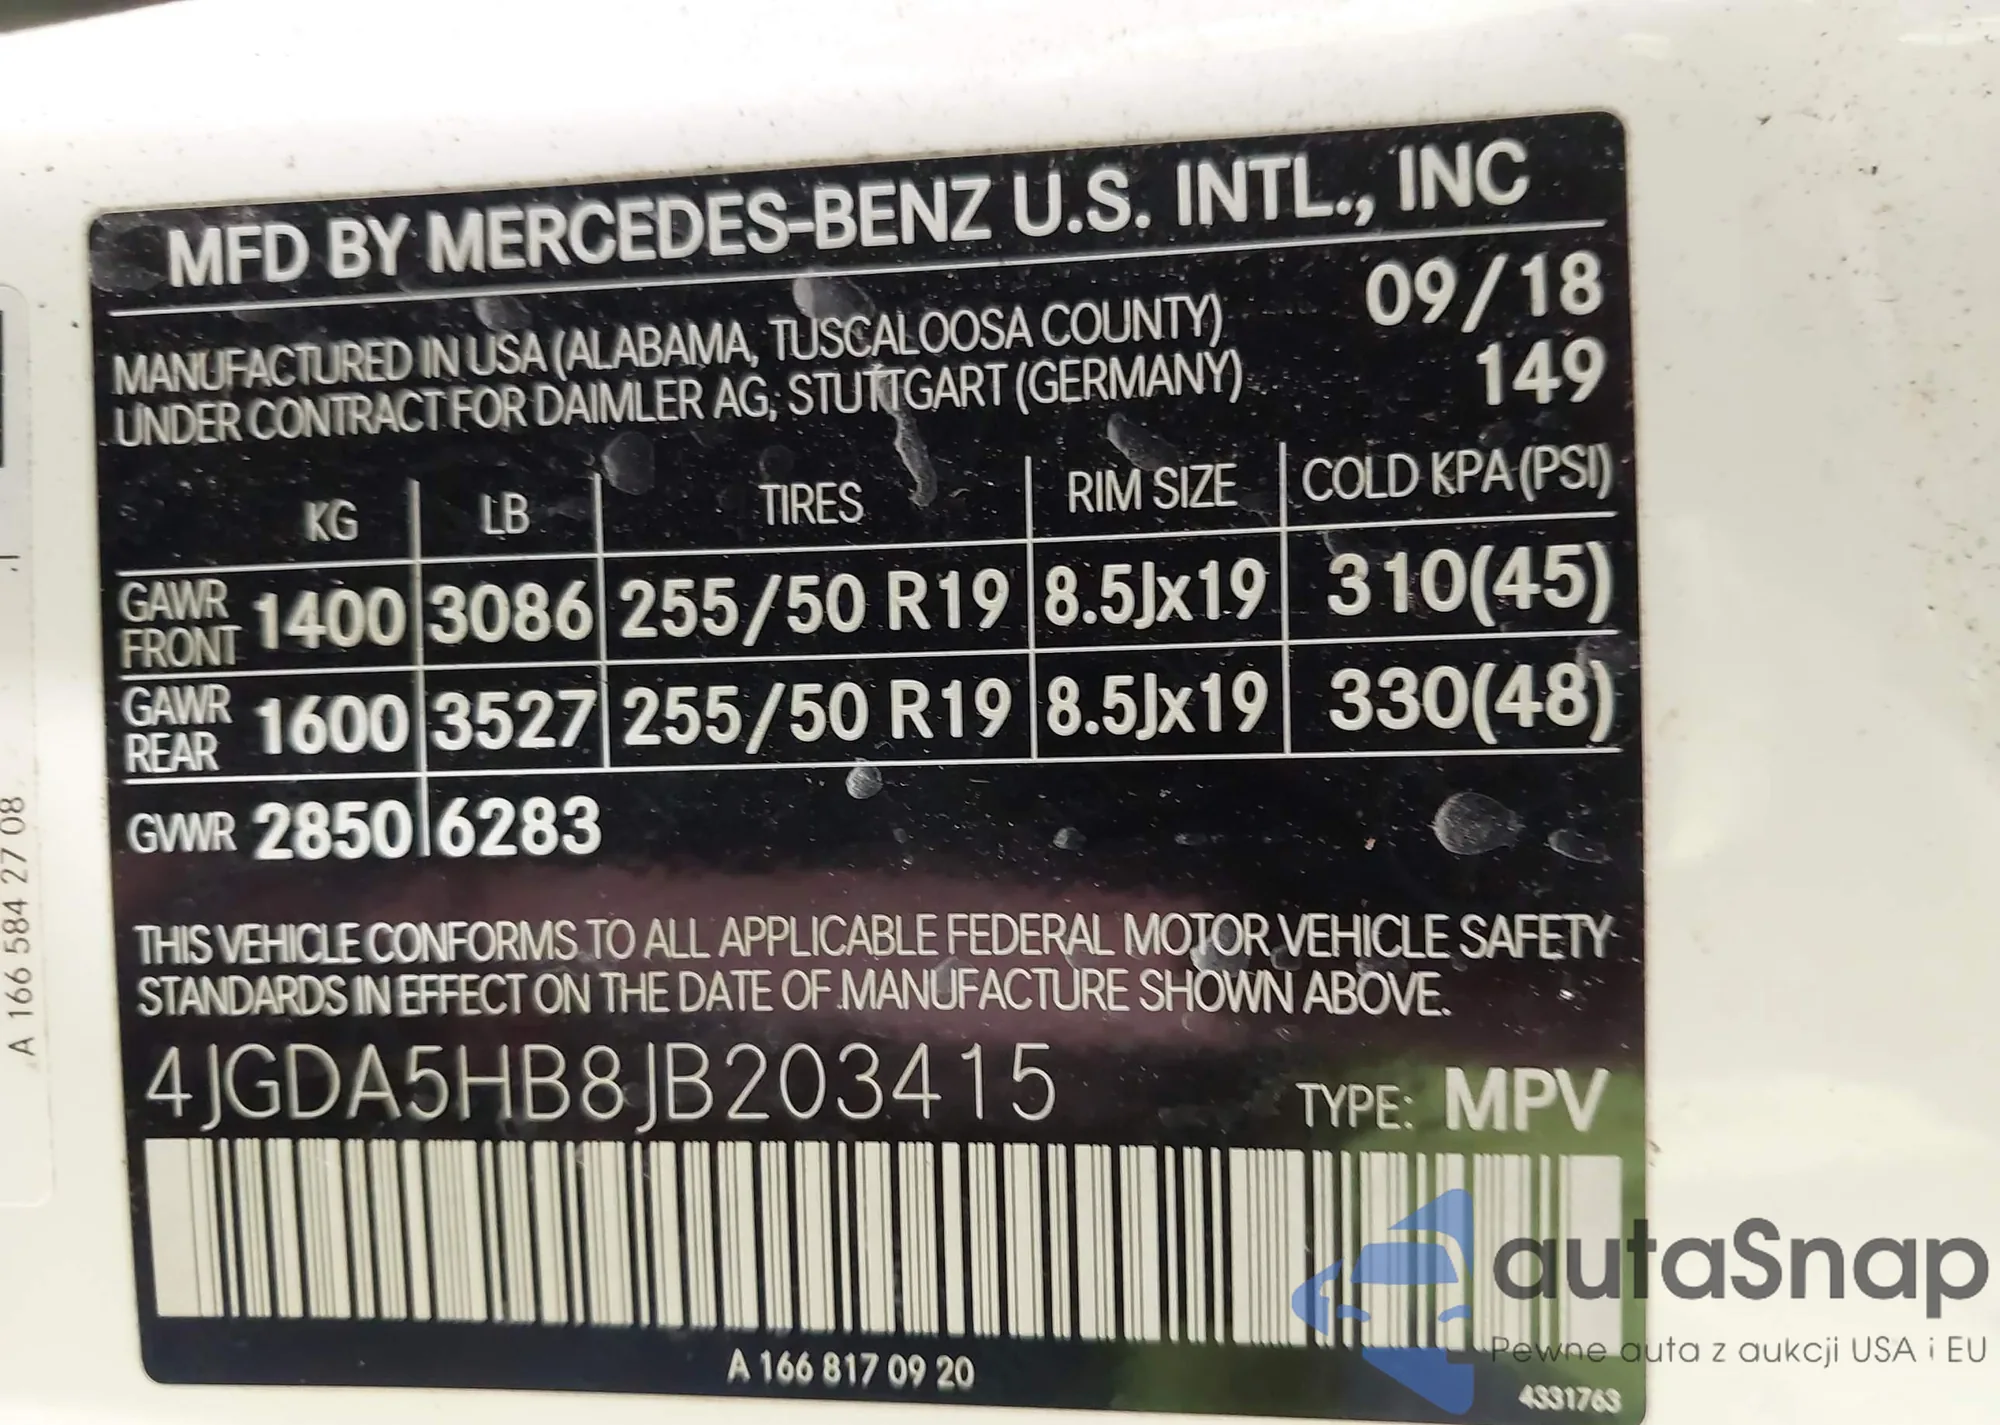 MFD BY MERCEDES-BENZ U.S. INTL., INC
09/18
MANUFACTURED IN USA (ALABAMA, TUSCALOOSA COUNTY)
UNDER CONTRACT FOR DAIMLER AG, STUTTGART (GERMANY)
149
KG LB TIRES RIM SIZE COLD KPA (PSI)
GAWR FRONT 1400 3086 255/50 R19 8.5Jx19 310(45)
GAWR REAR 1600 3527 255/50 R19 8.5Jx19 330(48)
GVWR 2850 6283
THIS VEHICLE CONFORMS TO ALL APPLICABLE FEDERAL MOTOR VEHICLE SAFETY
STANDARDS IN EFFECT ON THE DATE OF MANUFACTURE SHOWN ABOVE.
4JGDA5HB8JB203415 TYPE: MPV
A 166 817 09 20
4331763
A 166 584 27 08
autaSnap
Pewne auta z aukcji USA i EU